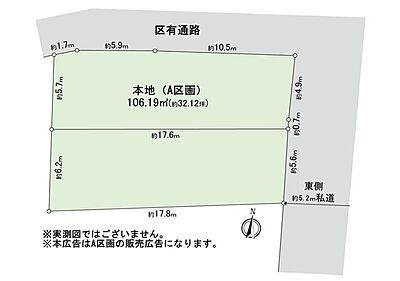 区有通路
約1.7m
約5.9m
約10.5m
約5.7m
本地（A区画）
106.19㎡(約32.12坪)
約4.9m
約0.7m
約17.6m
約6.2m
約5.6m
東側
約5.2m私道
約17.8m
N
※実測図ではございません。
※本広告はA区画の販売広告になります。